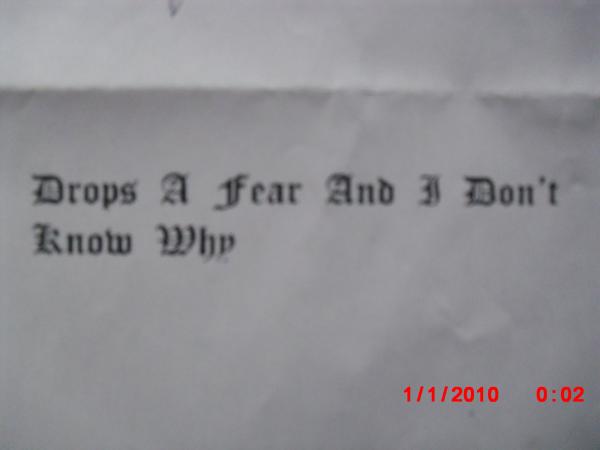 Drops A Fear And I Don't
Know Why
1/1/2010 0:02